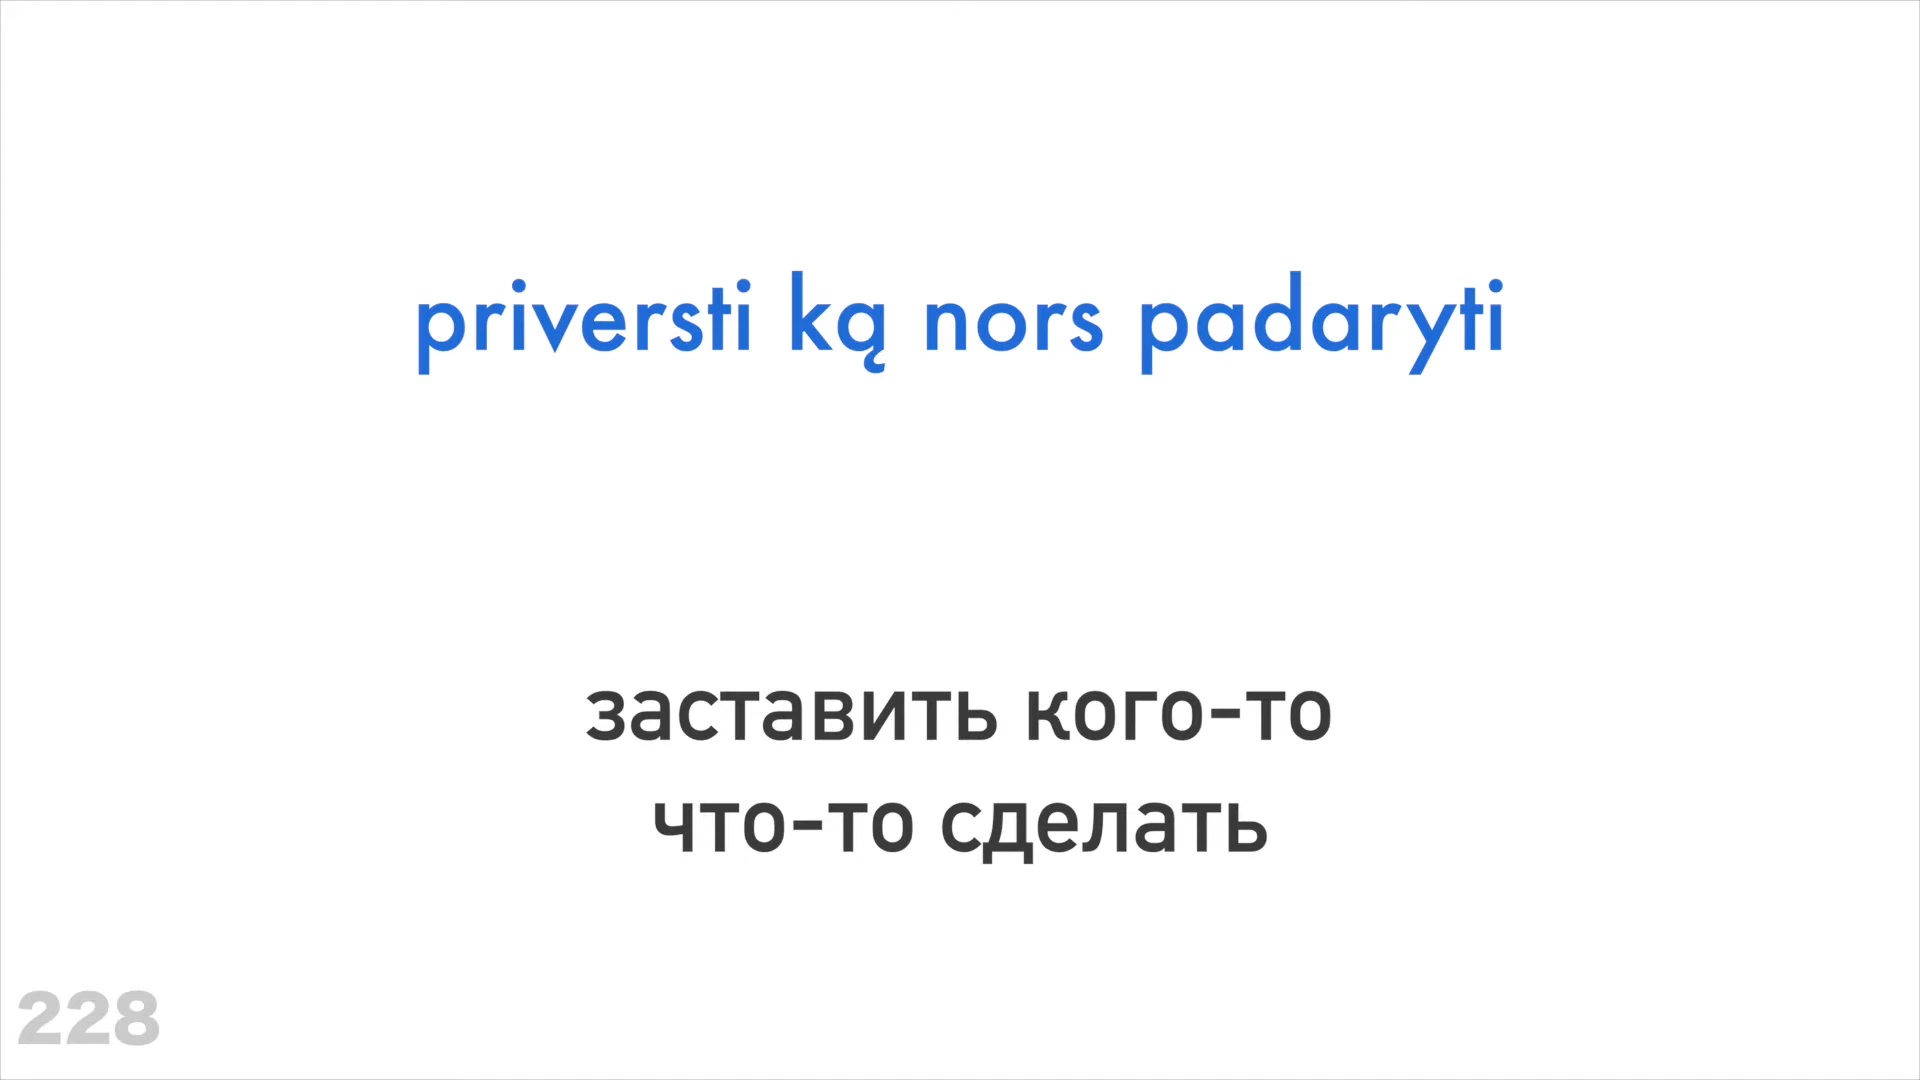 priversti ką nors padaryti
заставить кого-то
что-то сделать
228